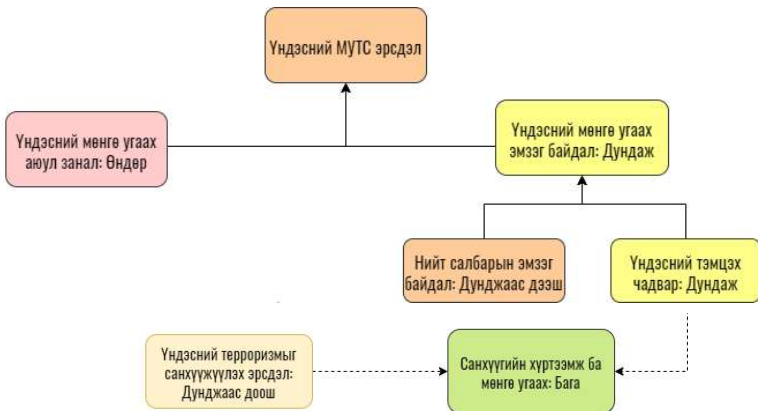 Үндэсний МУТС эрсдэл
Үндэсний мөнгө угаах
аюул занал: Өндөр
Үндэсний мөнгө угаах
эмзэг байдал: Дундаж
Нийт салбарын эмзэг
байдал: Дунджаас дээш
Үндэсний тэмцэх
чадвар: Дундаж
Үндэсний терроризмыг
санхүүжүүлэх эрсдэл:
Дунджаас доош
Санхүүгийн хүртээмж ба
мөнгө угаах: Бага